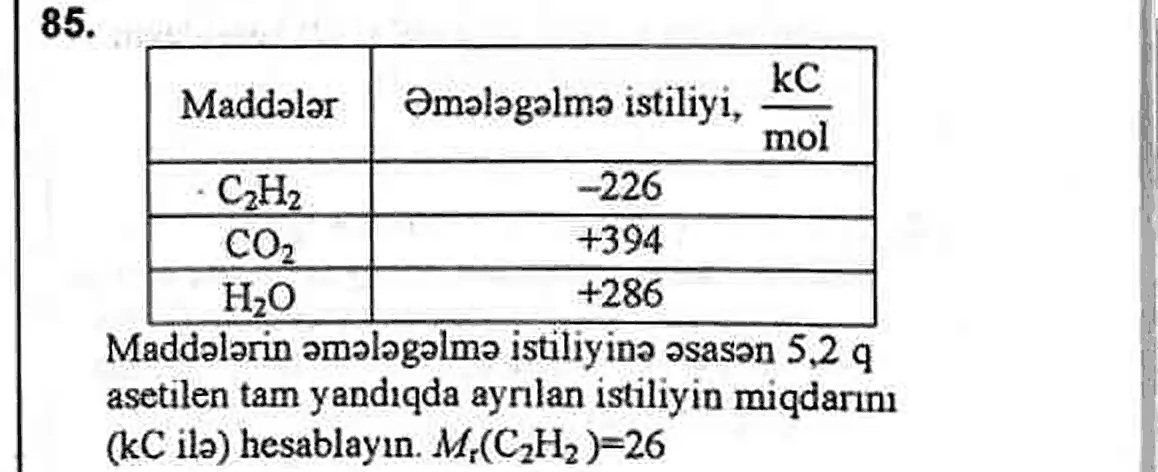 85.
Maddələr Əmələgəlmə istiliyi, kC/mol
C₂H₂ –226
CO₂ +394
H₂O +286
Maddələrin əmələgəlmə istiliyinə əsasən 5,2 q
asetilen tam yandıqda ayrılan istiliyin miqdarını
(kC ilə) hesablayın. Mᵣ(C₂H₂ )=26